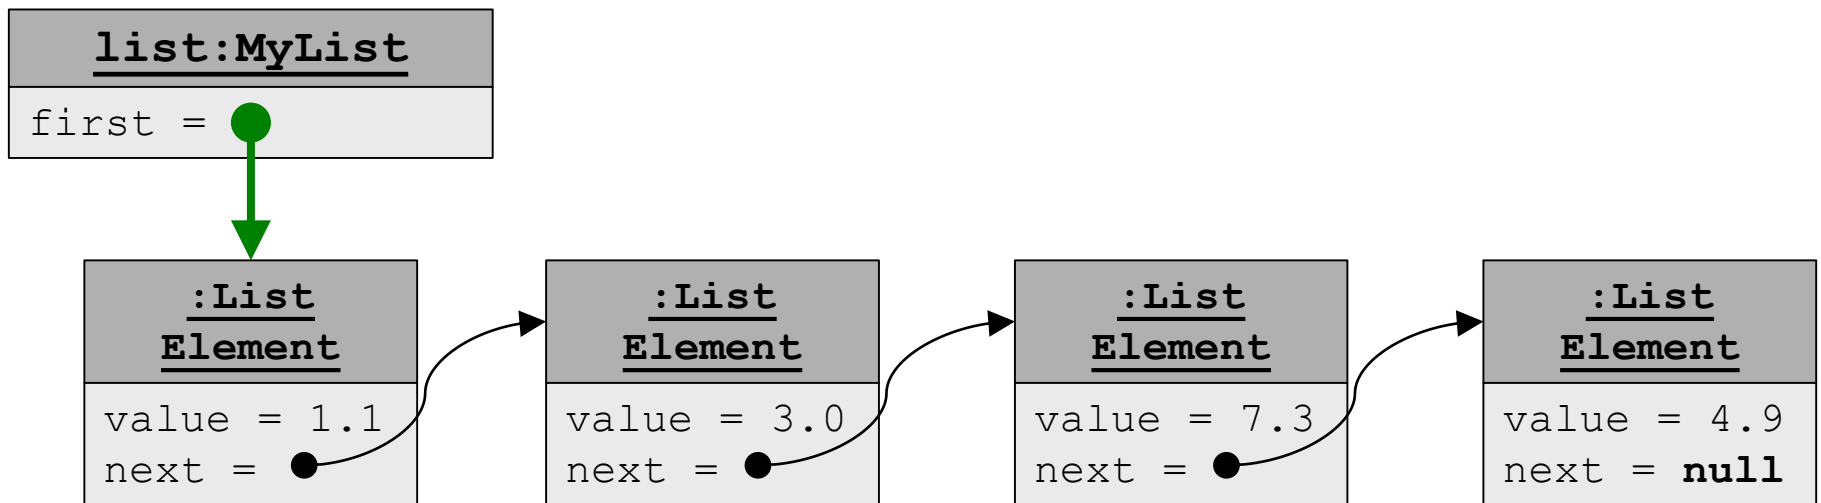 list:MyList
first =
:List
Element
value = 1.1
next =
:List
Element
value = 3.0
next =
:List
Element
value = 7.3
next =
:List
Element
value = 4.9
next = null